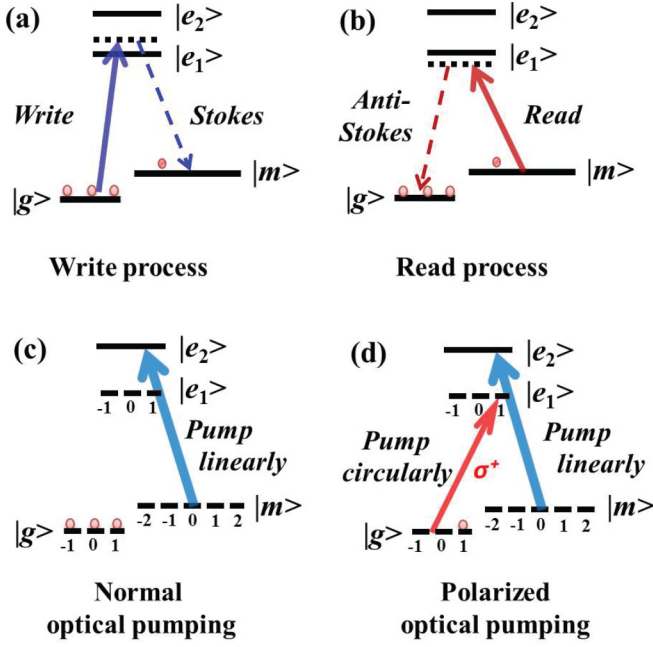 (a)
|e₂>
|e₁>
Write
Stokes
|g>
|m>
Write process
(b)
|e₂>
|e₁>
Anti-
Stokes
Read
|g>
|m>
Read process
(c)
|e₂>
|e₁>
-1 0 1
Pump
linearly
|m>
-2 -1 0 1 2
|g>
-1 0 1
Normal
optical pumping
(d)
|e₂>
|e₁>
-1 0 1
Pump
circularly
σ⁺
Pump
linearly
|m>
-2 -1 0 1 2
|g>
-1 0 1
Polarized
optical pumping